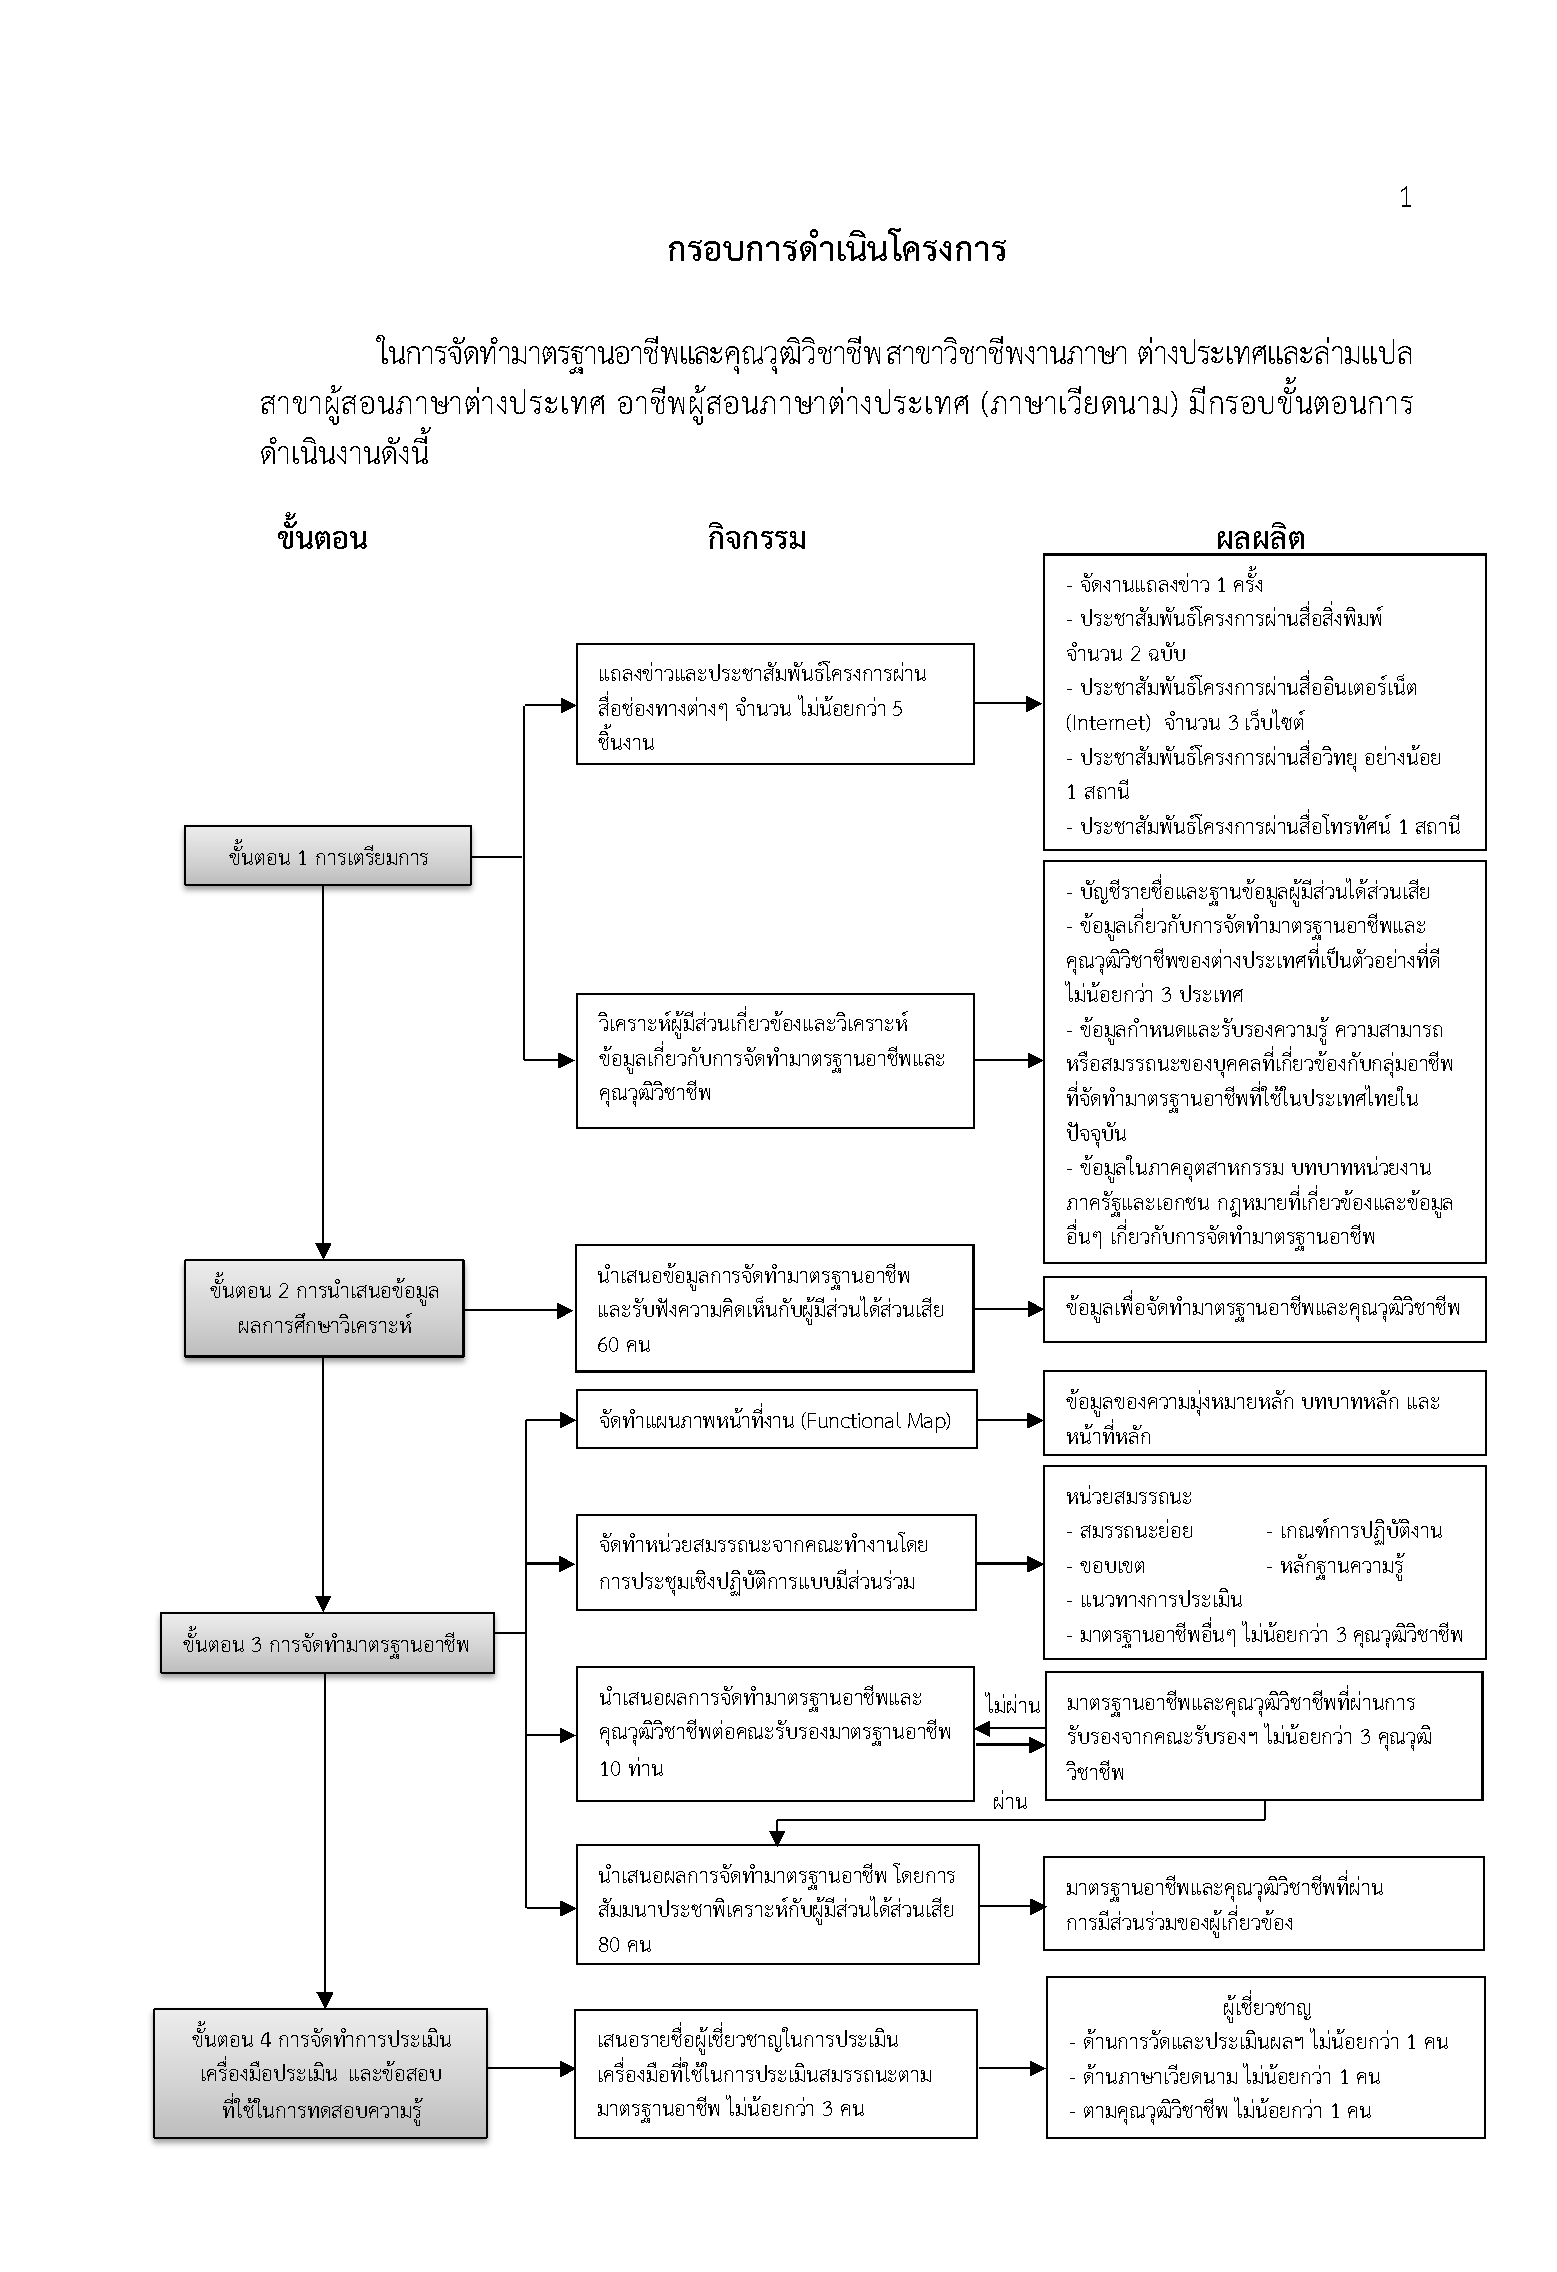 1
กรอบการดำเนินโครงการ
ในการจัดทำมาตรฐานอาชีพและคุณวุฒิวิชาชีพ สาขาวิชาชีพงานภาษา ต่างประเทศและล่ามแปล
สาขาผู้สอนภาษาต่างประเทศ อาชีพผู้สอนภาษาต่างประเทศ (ภาษาเวียดนาม) มีกรอบขั้นตอนการ
ดำเนินงานดังนี้
ขั้นตอน
กิจกรรม
ผลผลิต
ขั้นตอน 1 การเตรียมการ
แถลงข่าวและประชาสัมพันธ์โครงการผ่าน
สื่อช่องทางต่างๆ จำนวน ไม่น้อยกว่า 5
ชิ้นงาน
- จัดงานแถลงข่าว 1 ครั้ง
- ประชาสัมพันธ์โครงการผ่านสื่อสิ่งพิมพ์
จำนวน 2 ฉบับ
- ประชาสัมพันธ์โครงการผ่านสื่ออินเตอร์เน็ต
(Internet) จำนวน 3 เว็บไซต์
- ประชาสัมพันธ์โครงการผ่านสื่อวิทยุ อย่างน้อย
1 สถานี
- ประชาสัมพันธ์โครงการผ่านสื่อโทรทัศน์ 1 สถานี
วิเคราะห์ผู้มีส่วนเกี่ยวข้องและวิเคราะห์
ข้อมูลเกี่ยวกับการจัดทำมาตรฐานอาชีพและ
คุณวุฒิวิชาชีพ
- บัญชีรายชื่อและฐานข้อมูลผู้มีส่วนได้ส่วนเสีย
- ข้อมูลเกี่ยวกับการจัดทำมาตรฐานอาชีพและ
คุณวุฒิวิชาชีพของต่างประเทศที่เป็นตัวอย่างที่ดี
ไม่น้อยกว่า 3 ประเทศ
- ข้อมูลกำหนดและรับรองความรู้ ความสามารถ
หรือสมรรถนะของบุคคลที่เกี่ยวข้องกับกลุ่มอาชีพ
ที่จัดทำมาตรฐานอาชีพที่ใช้ในประเทศไทยใน
ปัจจุบัน
- ข้อมูลในภาคอุตสาหกรรม บทบาทหน่วยงาน
ภาครัฐและเอกชน กฎหมายที่เกี่ยวข้องและข้อมูล
อื่นๆ เกี่ยวกับการจัดทำมาตรฐานอาชีพ
ขั้นตอน 2 การนำเสนอข้อมูล
ผลการศึกษาวิเคราะห์
นำเสนอข้อมูลการจัดทำมาตรฐานอาชีพ
และรับฟังความคิดเห็นกับผู้มีส่วนได้ส่วนเสีย
60 คน
ข้อมูลเพื่อจัดทำมาตรฐานอาชีพและคุณวุฒิวิชาชีพ
ขั้นตอน 3 การจัดทำมาตรฐานอาชีพ
จัดทำแผนภาพหน้าที่งาน (Functional Map)
ข้อมูลของความมุ่งหมายหลัก บทบาทหลัก และ
หน้าที่หลัก
จัดทำหน่วยสมรรถนะจากคณะทำงานโดย
การประชุมเชิงปฏิบัติการแบบมีส่วนร่วม
หน่วยสมรรถนะ
- สมรรถนะย่อย - เกณฑ์การปฏิบัติงาน
- ขอบเขต - หลักฐานความรู้
- แนวทางการประเมิน
- มาตรฐานอาชีพอื่นๆ ไม่น้อยกว่า 3 คุณวุฒิวิชาชีพ
นำเสนอผลการจัดทำมาตรฐานอาชีพและ
คุณวุฒิวิชาชีพต่อคณะรับรองมาตรฐานอาชีพ
10 ท่าน
ไม่ผ่าน
มาตรฐานอาชีพและคุณวุฒิวิชาชีพที่ผ่านการ
รับรองจากคณะรับรองฯ ไม่น้อยกว่า 3 คุณวุฒิ
วิชาชีพ
ผ่าน
นำเสนอผลการจัดทำมาตรฐานอาชีพ โดยการ
สัมมนาประชาพิเคราะห์กับผู้มีส่วนได้ส่วนเสีย
80 คน
มาตรฐานอาชีพและคุณวุฒิวิชาชีพที่ผ่าน
การมีส่วนร่วมของผู้เกี่ยวข้อง
ขั้นตอน 4 การจัดทำการประเมิน
เครื่องมือประเมิน และข้อสอบ
ที่ใช้ในการทดสอบความรู้
เสนอรายชื่อผู้เชี่ยวชาญในการประเมิน
เครื่องมือที่ใช้ในการประเมินสมรรถนะตาม
มาตรฐานอาชีพ ไม่น้อยกว่า 3 คน
ผู้เชี่ยวชาญ
- ด้านการวัดและประเมินผลฯ ไม่น้อยกว่า 1 คน
- ด้านภาษาเวียดนาม ไม่น้อยกว่า 1 คน
- ตามคุณวุฒิวิชาชีพ ไม่น้อยกว่า 1 คน